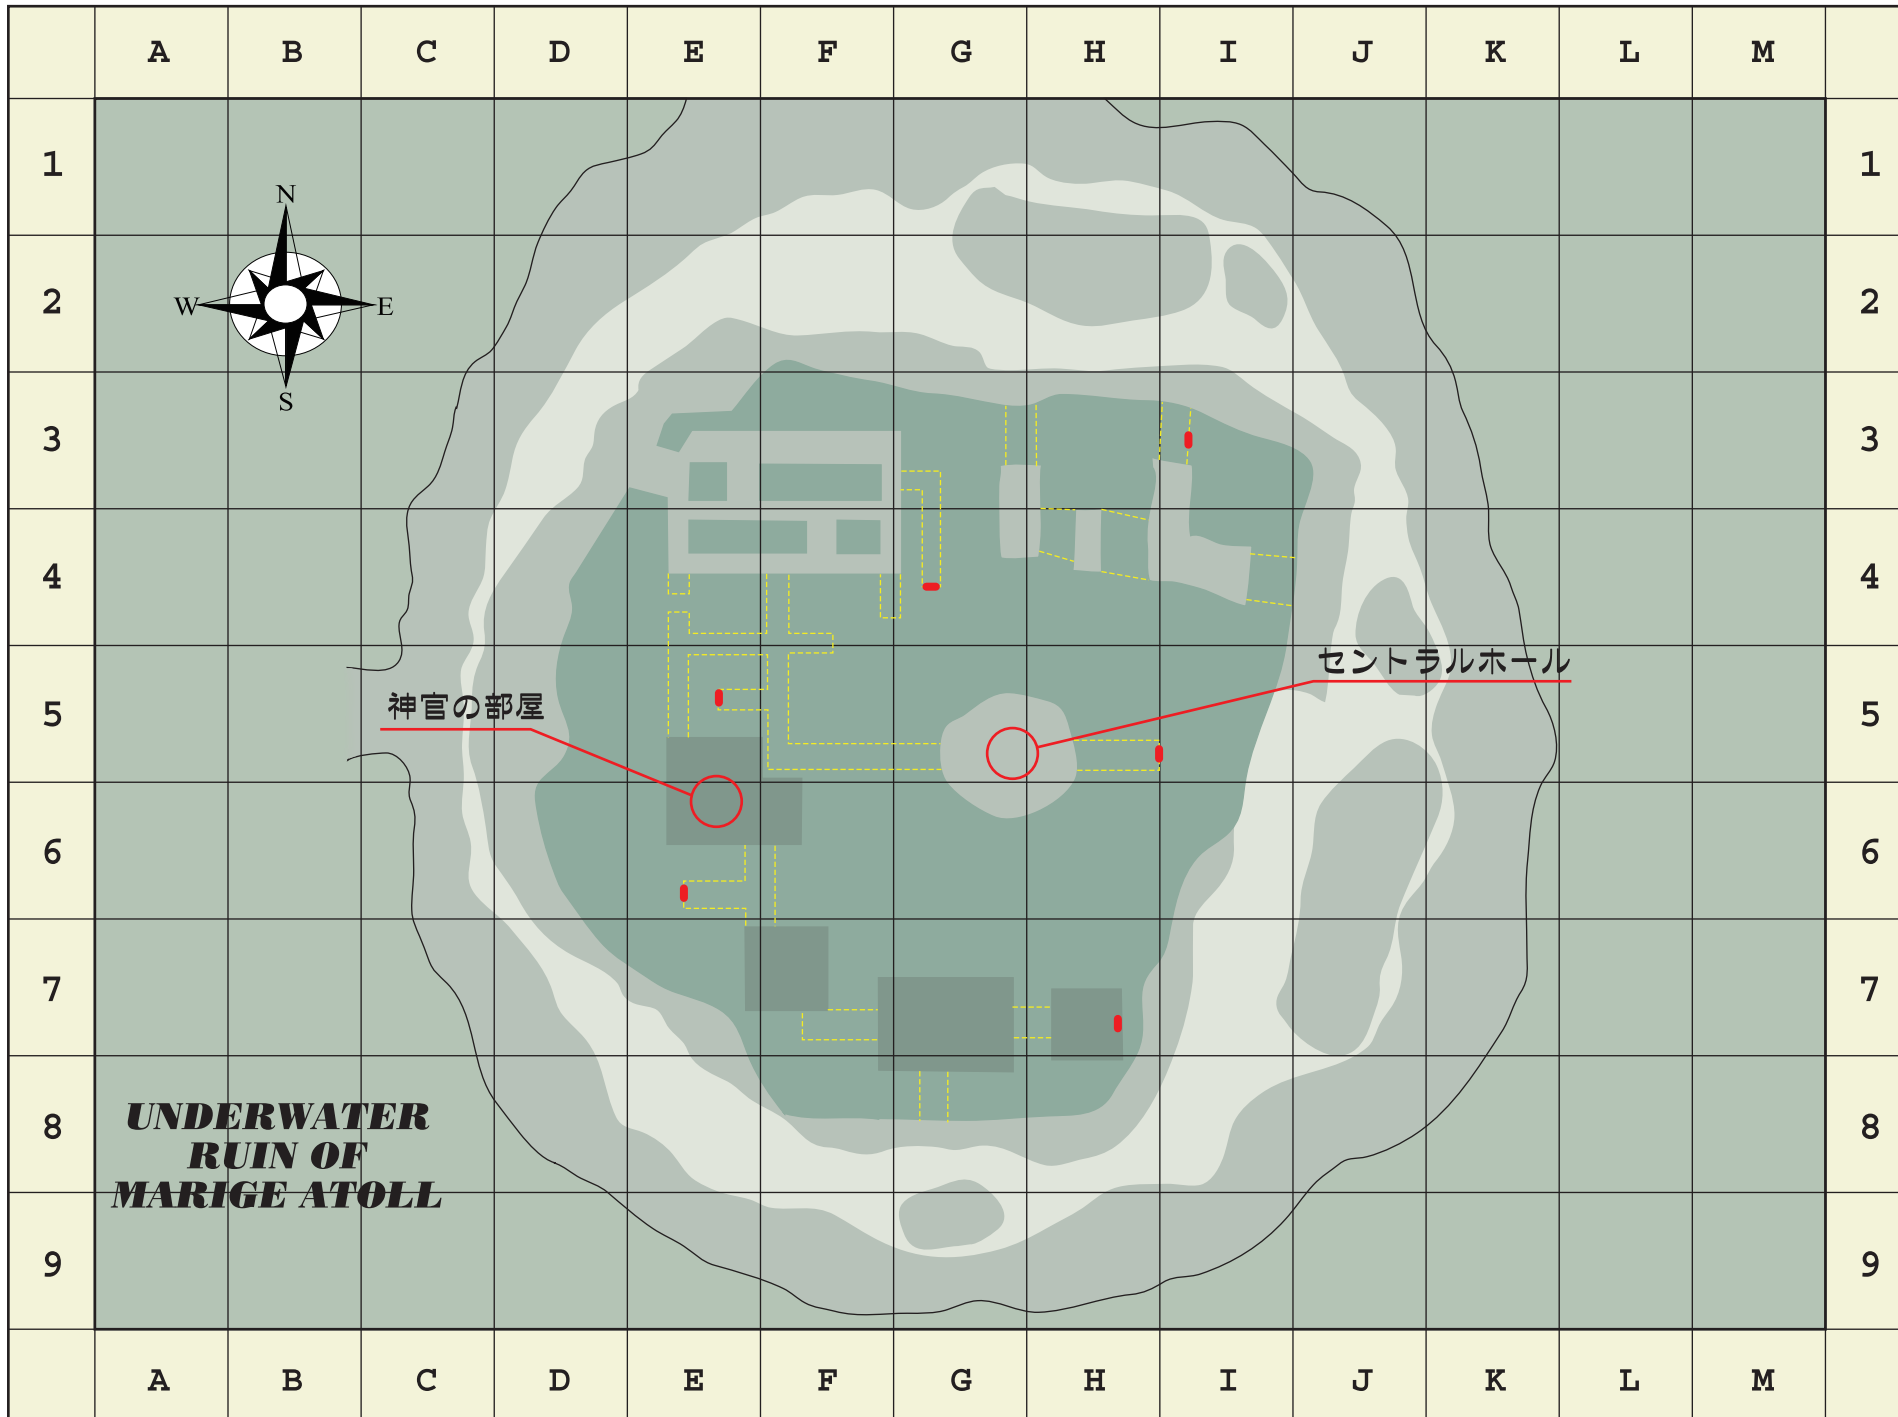 A B C D E F G H I J K L M
1 1
N
2 2
W E
S
3 3
4 4
セントラルホール
神官の部屋
5 5
6 6
7 7
UNDERWATER
RUIN OF
MARIGE ATOLL
8 8
9 9
A B C D E F G H I J K L M